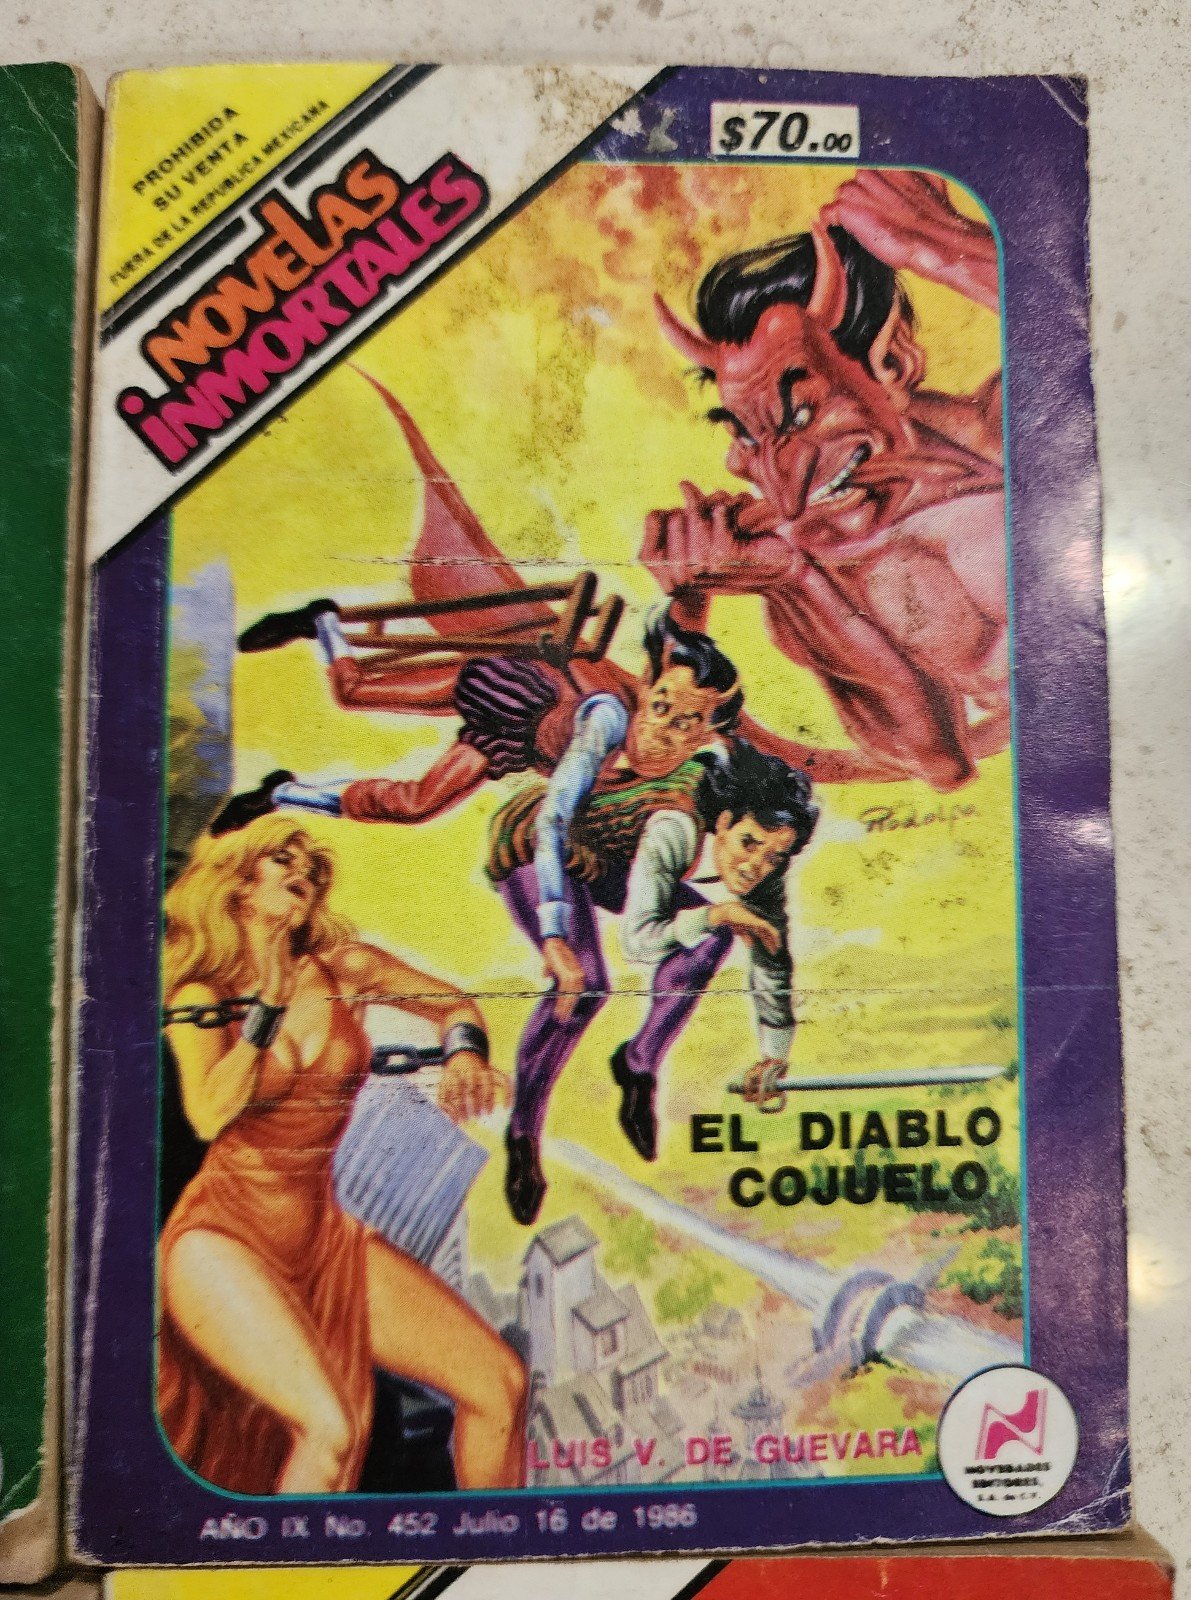 PROHIBIDA
SU VENTA
FUERA DE LA REPUBLICA MEXICANA
$70.00
NOVELAS
iNMORTALES
Rodolfo
EL DIABLO
COJUELO
LUIS V. DE GUEVARA
NOVEDADES
EDITORES,
S.A. de C.V.
AÑO IX No. 452 Julio 16 de 1986